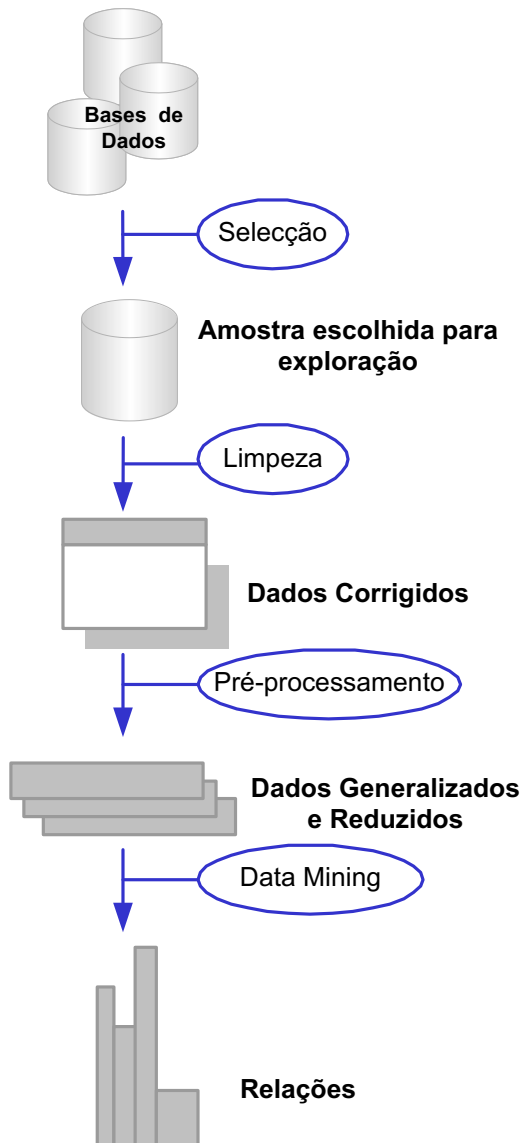 Bases de
Dados
Selecção
Amostra escolhida para
exploração
Limpeza
Dados Corrigidos
Pré-processamento
Dados Generalizados
e Reduzidos
Data Mining
Relações